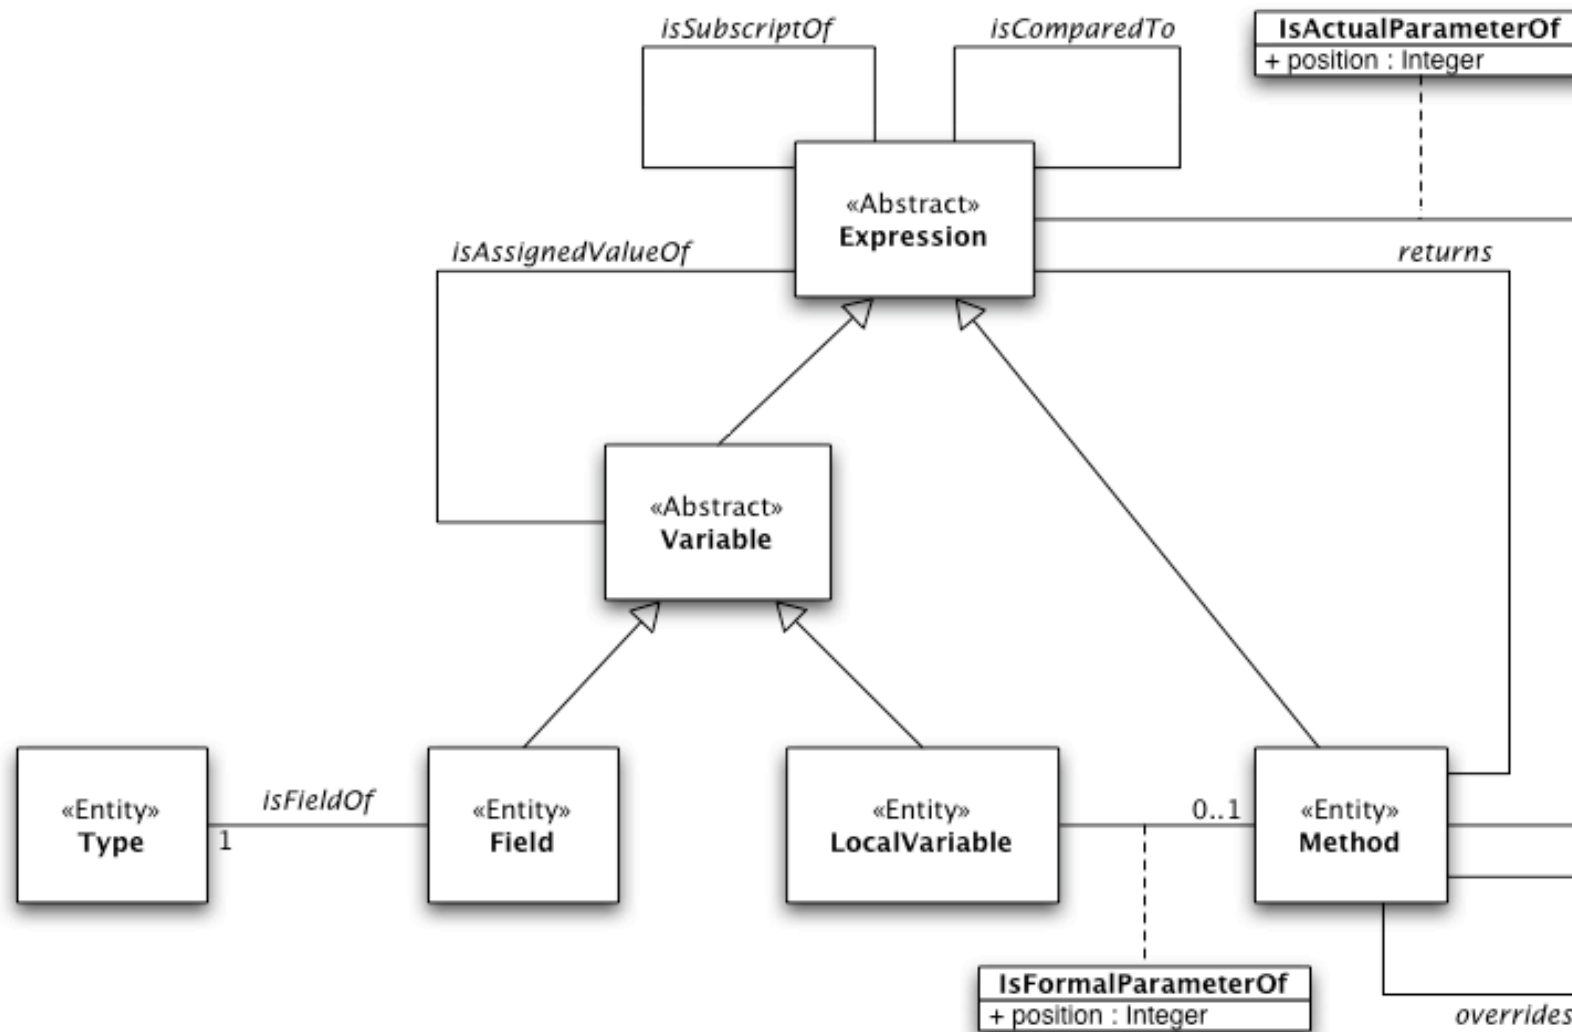 isSubscriptOf
isComparedTo
IsActualParameterOf
+ position : Integer
«Abstract»
Expression
isAssignedValueOf
returns
«Abstract»
Variable
«Entity»
Type
1
isFieldOf
«Entity»
Field
«Entity»
LocalVariable
0..1
«Entity»
Method
IsFormalParameterOf
+ position : Integer
overrides